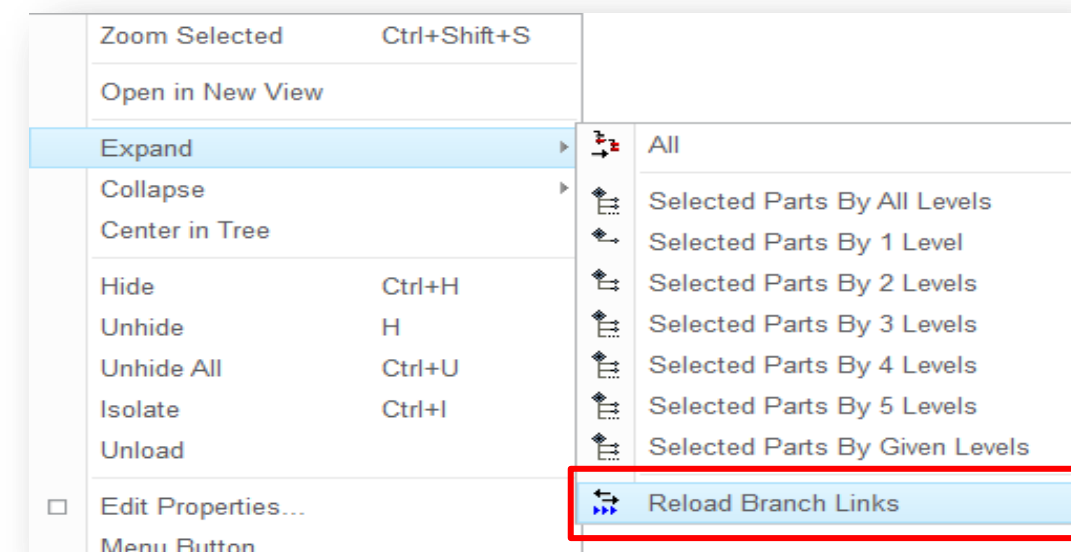 Zoom Selected Ctrl+Shift+S
Open in New View
Expand
Collapse
Center in Tree
Hide Ctrl+H
Unhide H
Unhide All Ctrl+U
Isolate Ctrl+I
Unload
Edit Properties...
Menu Button
All
Selected Parts By All Levels
Selected Parts By 1 Level
Selected Parts By 2 Levels
Selected Parts By 3 Levels
Selected Parts By 4 Levels
Selected Parts By 5 Levels
Selected Parts By Given Levels
Reload Branch Links